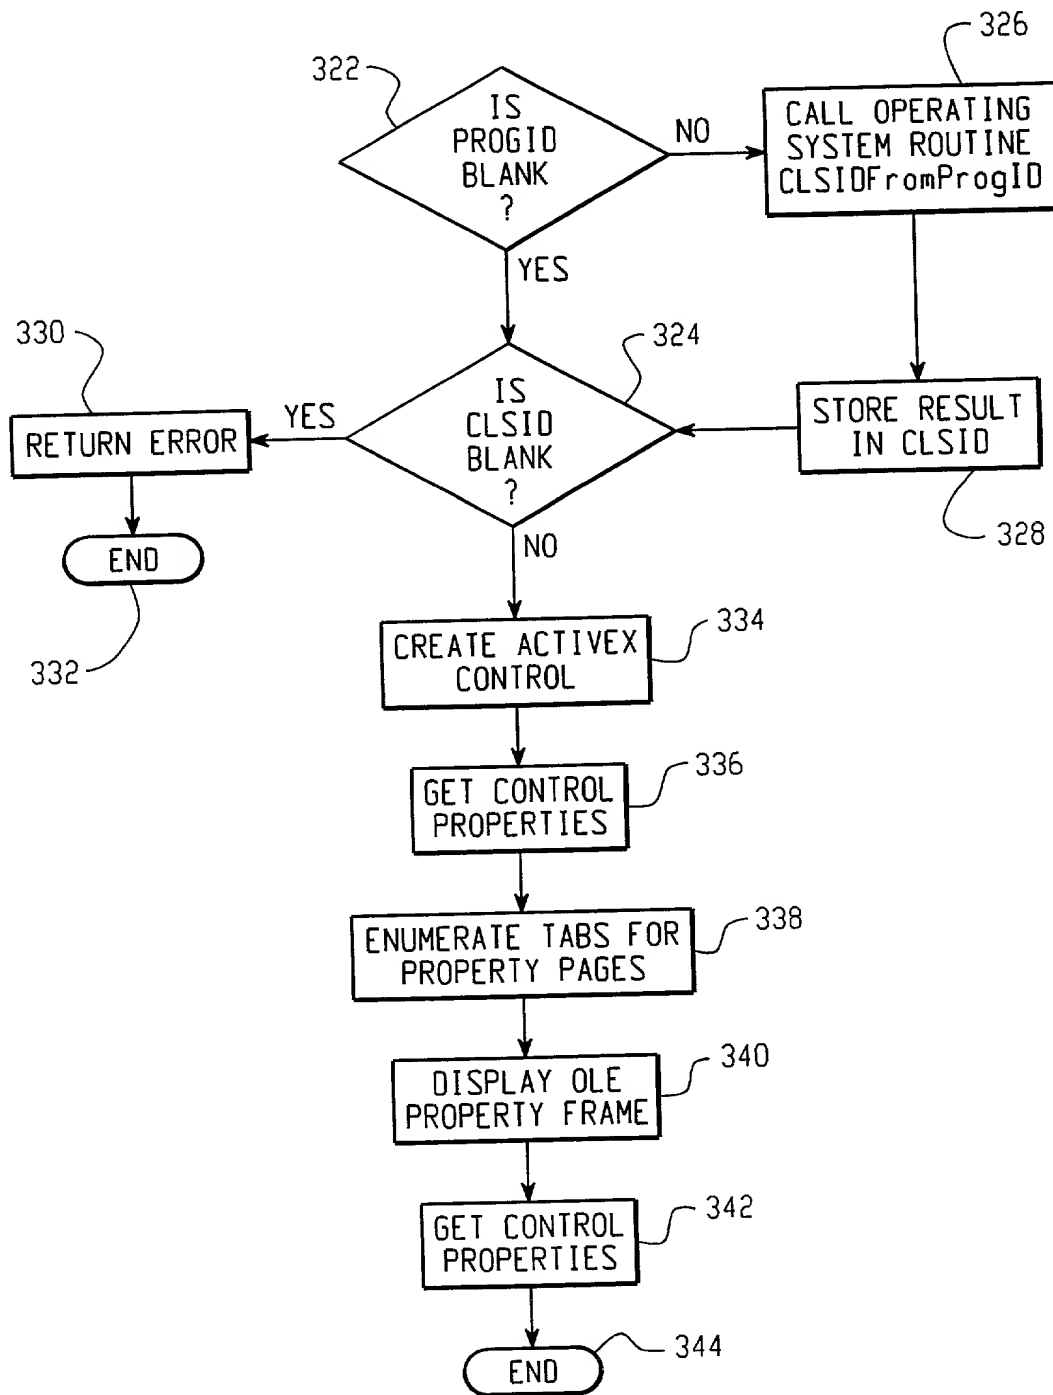 322
IS
PROGID
BLANK
?
NO
326
CALL OPERATING
SYSTEM ROUTINE
CLSIDFromProgID
YES
330
RETURN ERROR
YES
324
IS
CLSID
BLANK
?
STORE RESULT
IN CLSID
328
END
332
NO
CREATE ACTIVEX
CONTROL
334
GET CONTROL
PROPERTIES
336
ENUMERATE TABS FOR
PROPERTY PAGES
338
DISPLAY OLE
PROPERTY FRAME
340
GET CONTROL
PROPERTIES
342
END
344